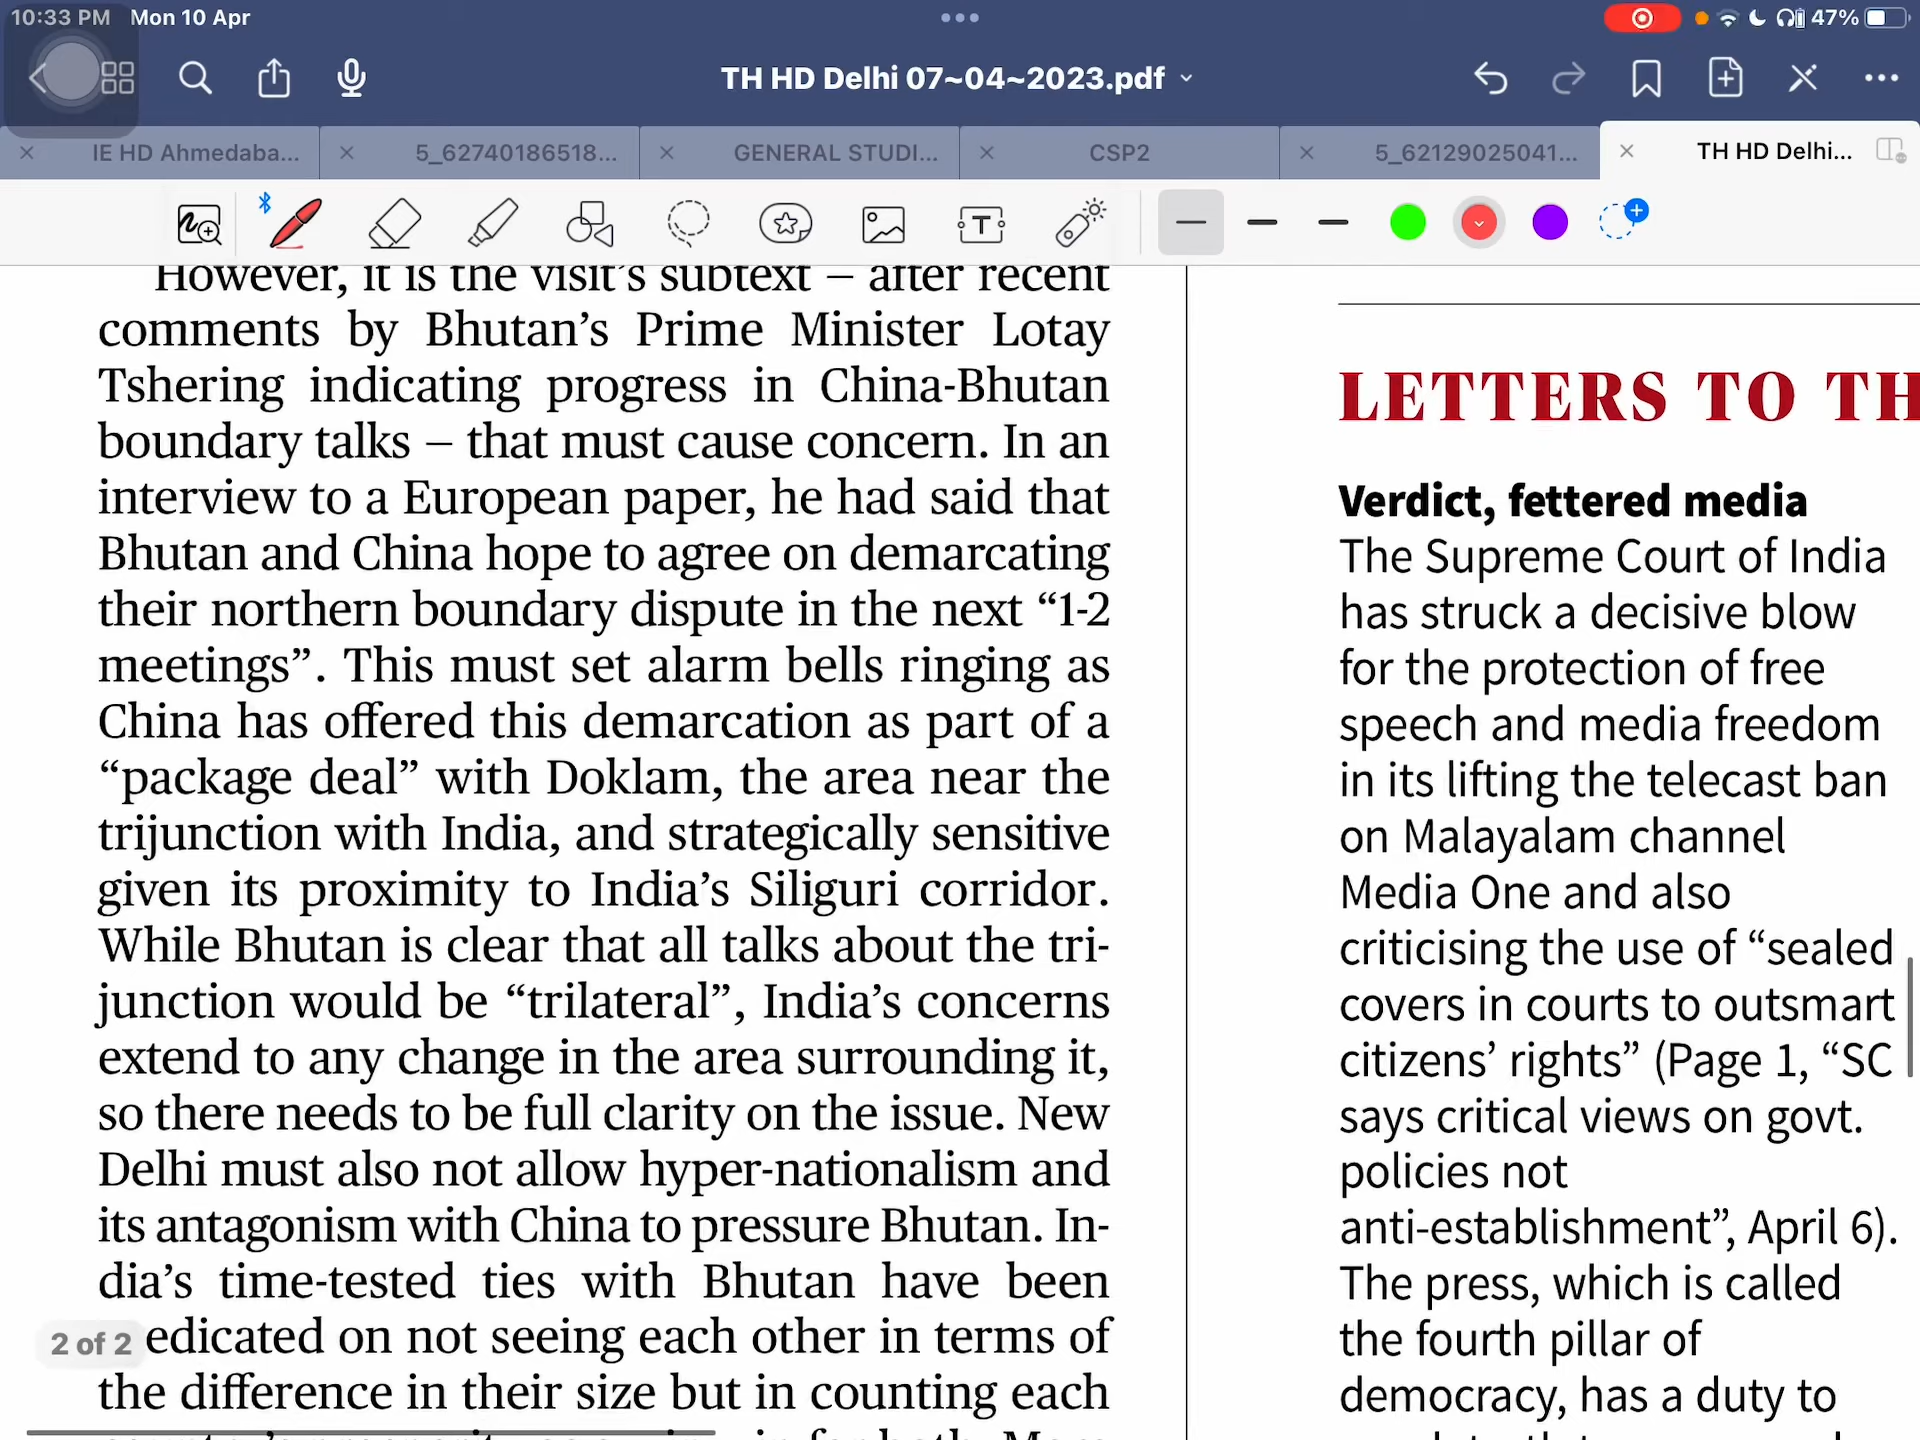 10:33 PM Mon 10 Apr
47%
TH HD Delhi 07~04~2023.pdf
IE HD Ahmedaba...
5_62740186518...
GENERAL STUDI...
CSP2
5_62129025041...
TH HD Delhi...
However, it is the visit's subtext – after recent
comments by Bhutan's Prime Minister Lotay
Tshering indicating progress in China-Bhutan
boundary talks – that must cause concern. In an
interview to a European paper, he had said that
Bhutan and China hope to agree on demarcating
their northern boundary dispute in the next “1-2
meetings”. This must set alarm bells ringing as
China has offered this demarcation as part of a
“package deal” with Doklam, the area near the
trijunction with India, and strategically sensitive
given its proximity to India’s Siliguri corridor.
While Bhutan is clear that all talks about the tri-
junction would be “trilateral”, India’s concerns
extend to any change in the area surrounding it,
so there needs to be full clarity on the issue. New
Delhi must also not allow hyper-nationalism and
its antagonism with China to pressure Bhutan. In-
dia’s time-tested ties with Bhutan have been
edicated on not seeing each other in terms of
the difference in their size but in counting each
2 of 2
LETTERS TO TH
Verdict, fettered media
The Supreme Court of India
has struck a decisive blow
for the protection of free
speech and media freedom
in its lifting the telecast ban
on Malayalam channel
Media One and also
criticising the use of “sealed
covers in courts to outsmart
citizens’ rights” (Page 1, “SC
says critical views on govt.
policies not
anti-establishment”, April 6).
The press, which is called
the fourth pillar of
democracy, has a duty to